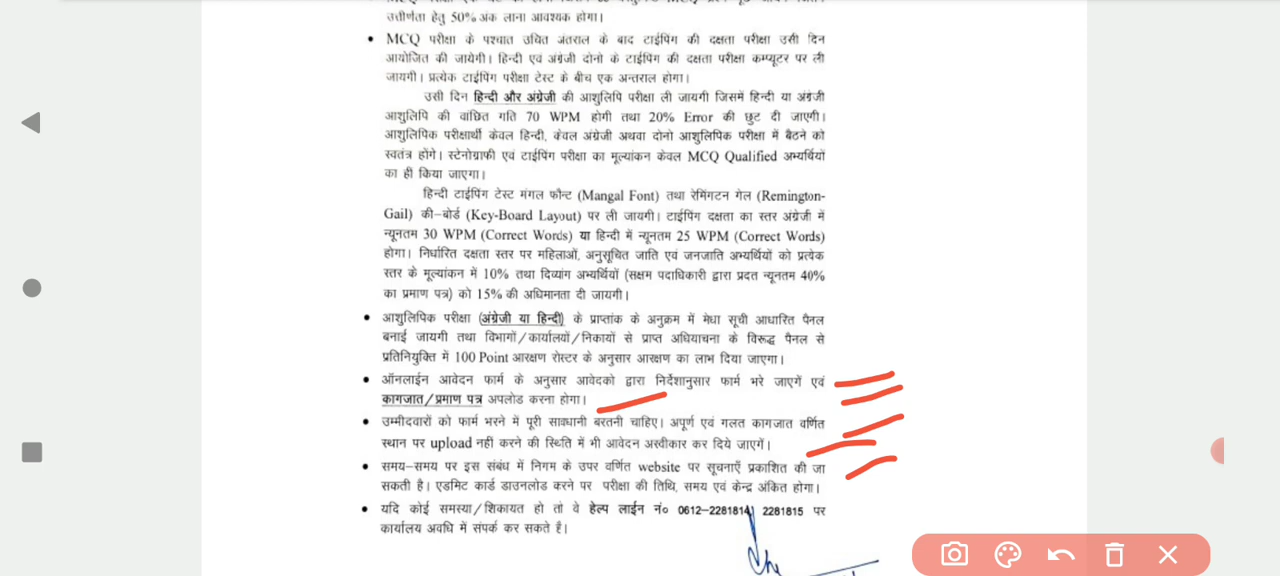 उत्तीर्णता हेतु 50% अंक लाना आवश्यक होगा।
• MCQ परीक्षा के पश्चात उचित अंतराल के बाद टाईपिंग की दक्षता परीक्षा उसी दिन
आयोजित की जायेगी। हिन्दी एवं अंग्रेजी दोनो के टाईपिंग की दक्षता परीक्षा कम्प्यूटर पर ली
जायगी। प्रत्येक टाईपिंग परीक्षा टेस्ट के बीच एक अन्तराल होगा।
उसी दिन हिन्दी और अंग्रेजी की आशुलिपि परीक्षा ली जायगी जिसमें हिन्दी या अंग्रजी
आशुलिपि की वांछित गति 70 WPM होगी तथा 20% Error की छुट दी जाएगी।
आशुलिपिक परीक्षार्थी केवल हिन्दी, केवल अंग्रेजी अथवा दोनो आशुलिपिक परीक्षा में बैठने को
स्वतंत्र होंगे। स्टेनोग्राफी एवं टाईपिंग परीक्षा का मूल्यांकन केवल MCQ Qualified अभ्यर्थियों
का ही किया जाएगा।
हिन्दी टाईपिंग टेस्ट मंगल फौन्ट (Mangal Font) तथा रेमिंगटन गेल (Remington-
Gail) की-बोर्ड (Key-Board Layout) पर ली जायगी। टाईपिंग दक्षता का स्तर अंग्रेजी में
न्यूनतम 30 WPM (Correct Words) या हिन्दी में न्यूनतम 25 WPM (Correct Words)
होगा। निर्धारित दक्षता स्तर पर महिलाओं, अनुसूचित जाति एवं जनजाति अभ्यर्थियों को प्रत्येक
स्तर के मूल्यांकन में 10% तथा दिव्यांग अभ्यर्थियों (सक्षम पदाधिकारी द्वारा प्रदत न्यूनतम 40%
का प्रमाण पत्र) को 15% की अधिमानता दी जायगी।
• आशुलिपिक परीक्षा (अंग्रेजी या हिन्दी) के प्राप्तांक के अनुक्रम में मेधा सूची आधारित पैनल
बनाई जायगी तथा विभागों/कार्यालयों/निकायों से प्राप्त अधियाचना के विरूद्ध पैनल से
प्रतिनियुक्ति में 100 Point आरक्षण रोस्टर के अनुसार आरक्षण का लाभ दिया जाएगा।
• ऑनलाईन आवेदन फार्म के अनुसार आवेदको द्वारा निर्देशानुसार फार्म भरे जाएगें एवं
कागजात/प्रमाण पत्र अपलोड करना होगा।
• उम्मीदवारों को फार्म भरने में पूरी सावधानी बरतनी चाहिए। अपूर्ण एवं गलत कागजात वर्णित
स्थान पर upload नहीं करने की स्थिति में भी आवेदन अस्वीकार कर दिये जाएगें।
• समय-समय पर इस संबंध में निगम के उपर वर्णित website पर सूचनाएँ प्रकाशित की जा
सकती है। एडमिट कार्ड डाउनलोड करने पर परीक्षा की तिथि, समय एवं केन्द्र अंकित होगा।
• यदि कोई समस्या/शिकायत हो तो वे हेल्प लाईन नं० 0612-2281814, 2281815 पर
कार्यालय अवधि में संपर्क कर सकते है।